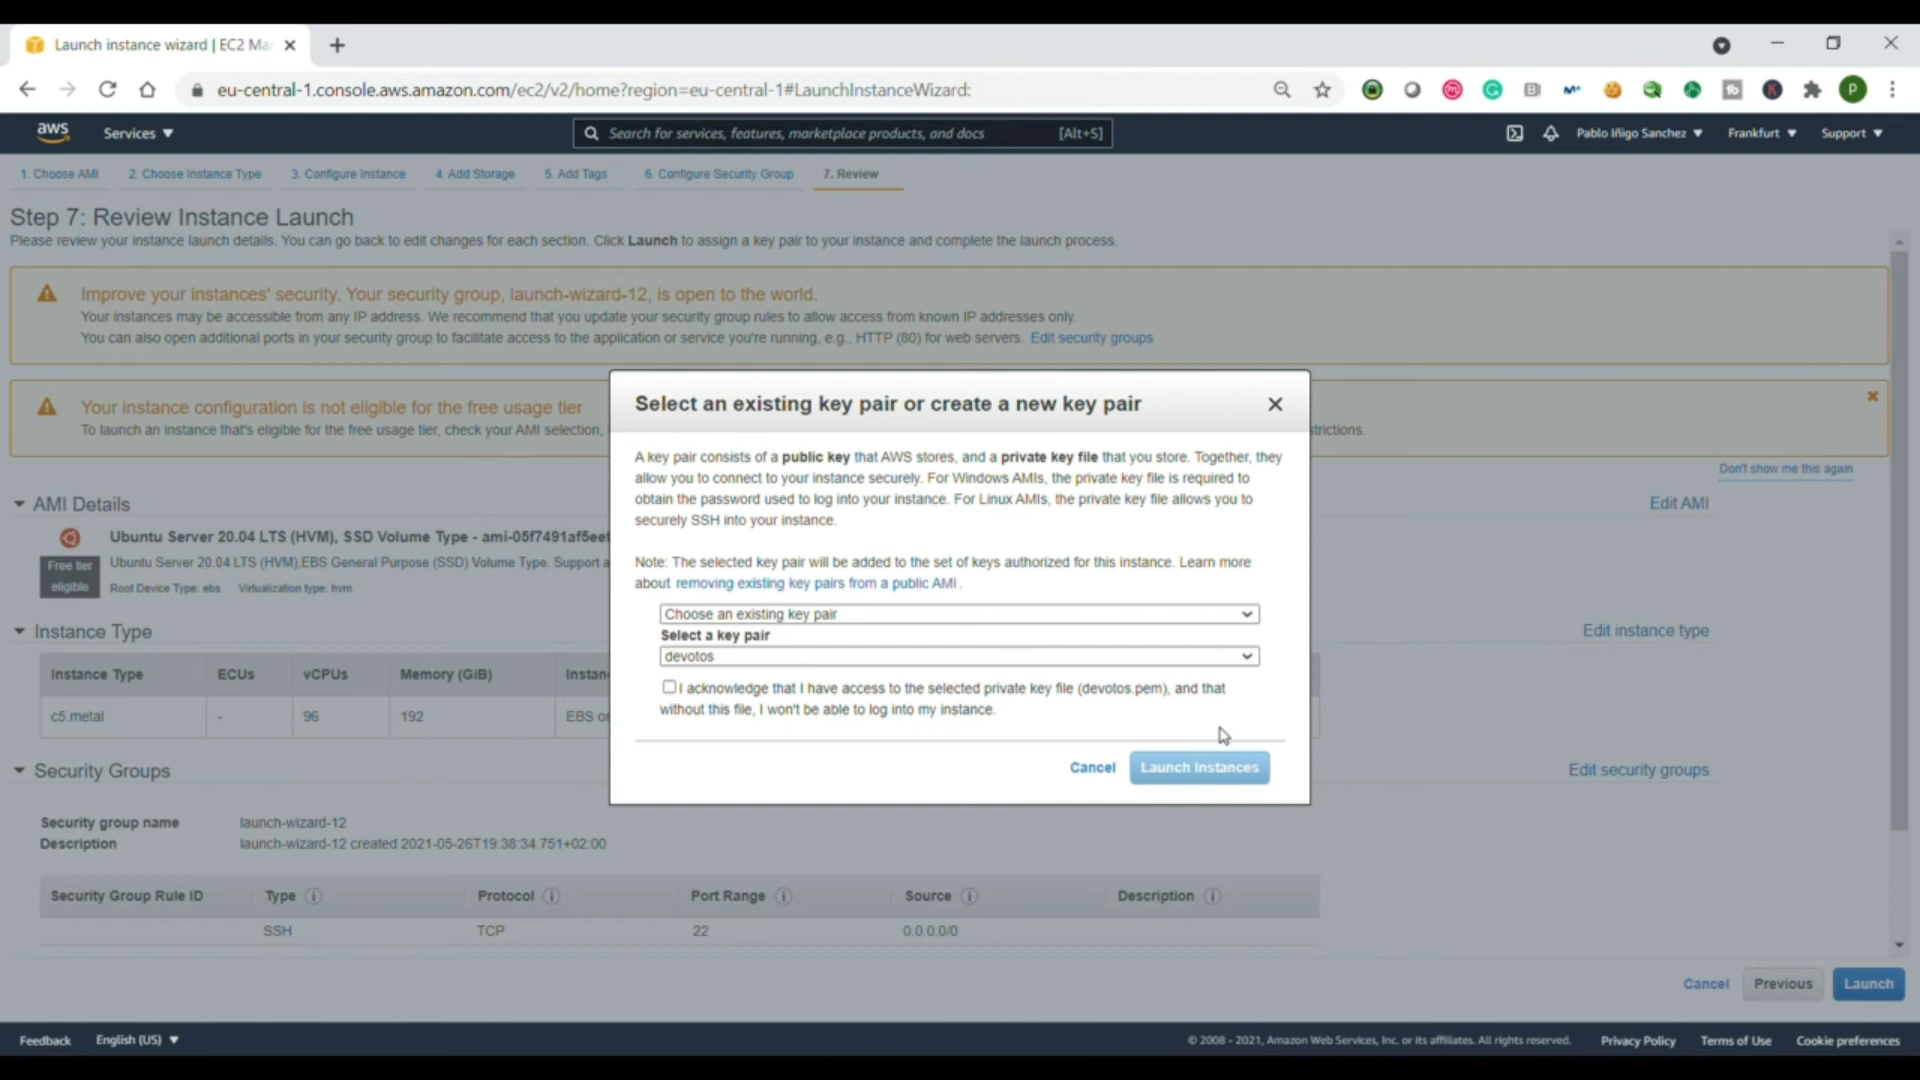 Launch instance wizard | EC2 Ma
eu-central-1.console.aws.amazon.com/ec2/v2/home?region=eu-central-1#LaunchInstanceWizard:
aws Services Search for services, features, marketplace products, and docs [Alt+S] Pablo Iñigo Sanchez Frankfurt Support
1. Choose AMI 2. Choose Instance Type 3. Configure Instance 4. Add Storage 5. Add Tags 6. Configure Security Group 7. Review
Step 7: Review Instance Launch
Please review your instance launch details. You can go back to edit changes for each section. Click Launch to assign a key pair to your instance and complete the launch process.
Improve your instances' security. Your security group, launch-wizard-12, is open to the world.
Your instances may be accessible from any IP address. We recommend that you update your security group rules to allow access from known IP addresses only.
You can also open additional ports in your security group to facilitate access to the application or service you're running, e.g., HTTP (80) for web servers. Edit security groups
Your instance configuration is not eligible for the free usage tier
To launch an instance that's eligible for the free usage tier, check your AMI selection, strictions.
Don't show me this again
Select an existing key pair or create a new key pair
A key pair consists of a public key that AWS stores, and a private key file that you store. Together, they
allow you to connect to your instance securely. For Windows AMIs, the private key file is required to
obtain the password used to log into your instance. For Linux AMIs, the private key file allows you to
securely SSH into your instance.
Note: The selected key pair will be added to the set of keys authorized for this instance. Learn more
about removing existing key pairs from a public AMI.
Choose an existing key pair
Select a key pair
devotos
I acknowledge that I have access to the selected private key file (devotos.pem), and that
without this file, I won't be able to log into my instance.
Cancel Launch Instances
AMI Details Edit AMI
Ubuntu Server 20.04 LTS (HVM), SSD Volume Type - ami-05f7491af5eef
Free tier
eligible
Ubuntu Server 20.04 LTS (HVM),EBS General Purpose (SSD) Volume Type. Support a
Root Device Type: ebs Virtualization type: hvm
Instance Type Edit instance type
Instance Type ECUs vCPUs Memory (GiB) Instan
c5.metal - 96 192 EBS o
Security Groups Edit security groups
Security group name launch-wizard-12
Description launch-wizard-12 created 2021-05-26T19:38:34.751+02:00
Security Group Rule ID Type Protocol Port Range Source Description
SSH TCP 22 0.0.0.0/0
Cancel Previous Launch
Feedback English (US) © 2008 - 2021, Amazon Web Services, Inc. or its affiliates. All rights reserved. Privacy Policy Terms of Use Cookie preferences